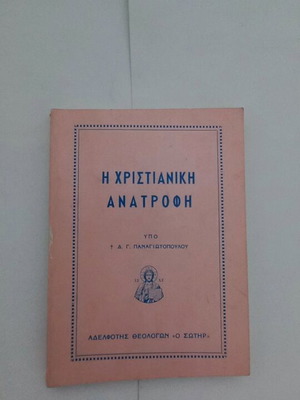 Η ΧΡΙΣΤΙΑΝΙΚΗ
ΑΝΑΤΡΟΦΗ
ΥΠΟ
† Δ. Γ. ΠΑΝΑΓΙΩΤΟΠΟΥΛΟΥ
ΑΔΕΛΦΟΤΗΣ ΘΕΟΛΟΓΩΝ «Ο ΣΩΤΗΡ»